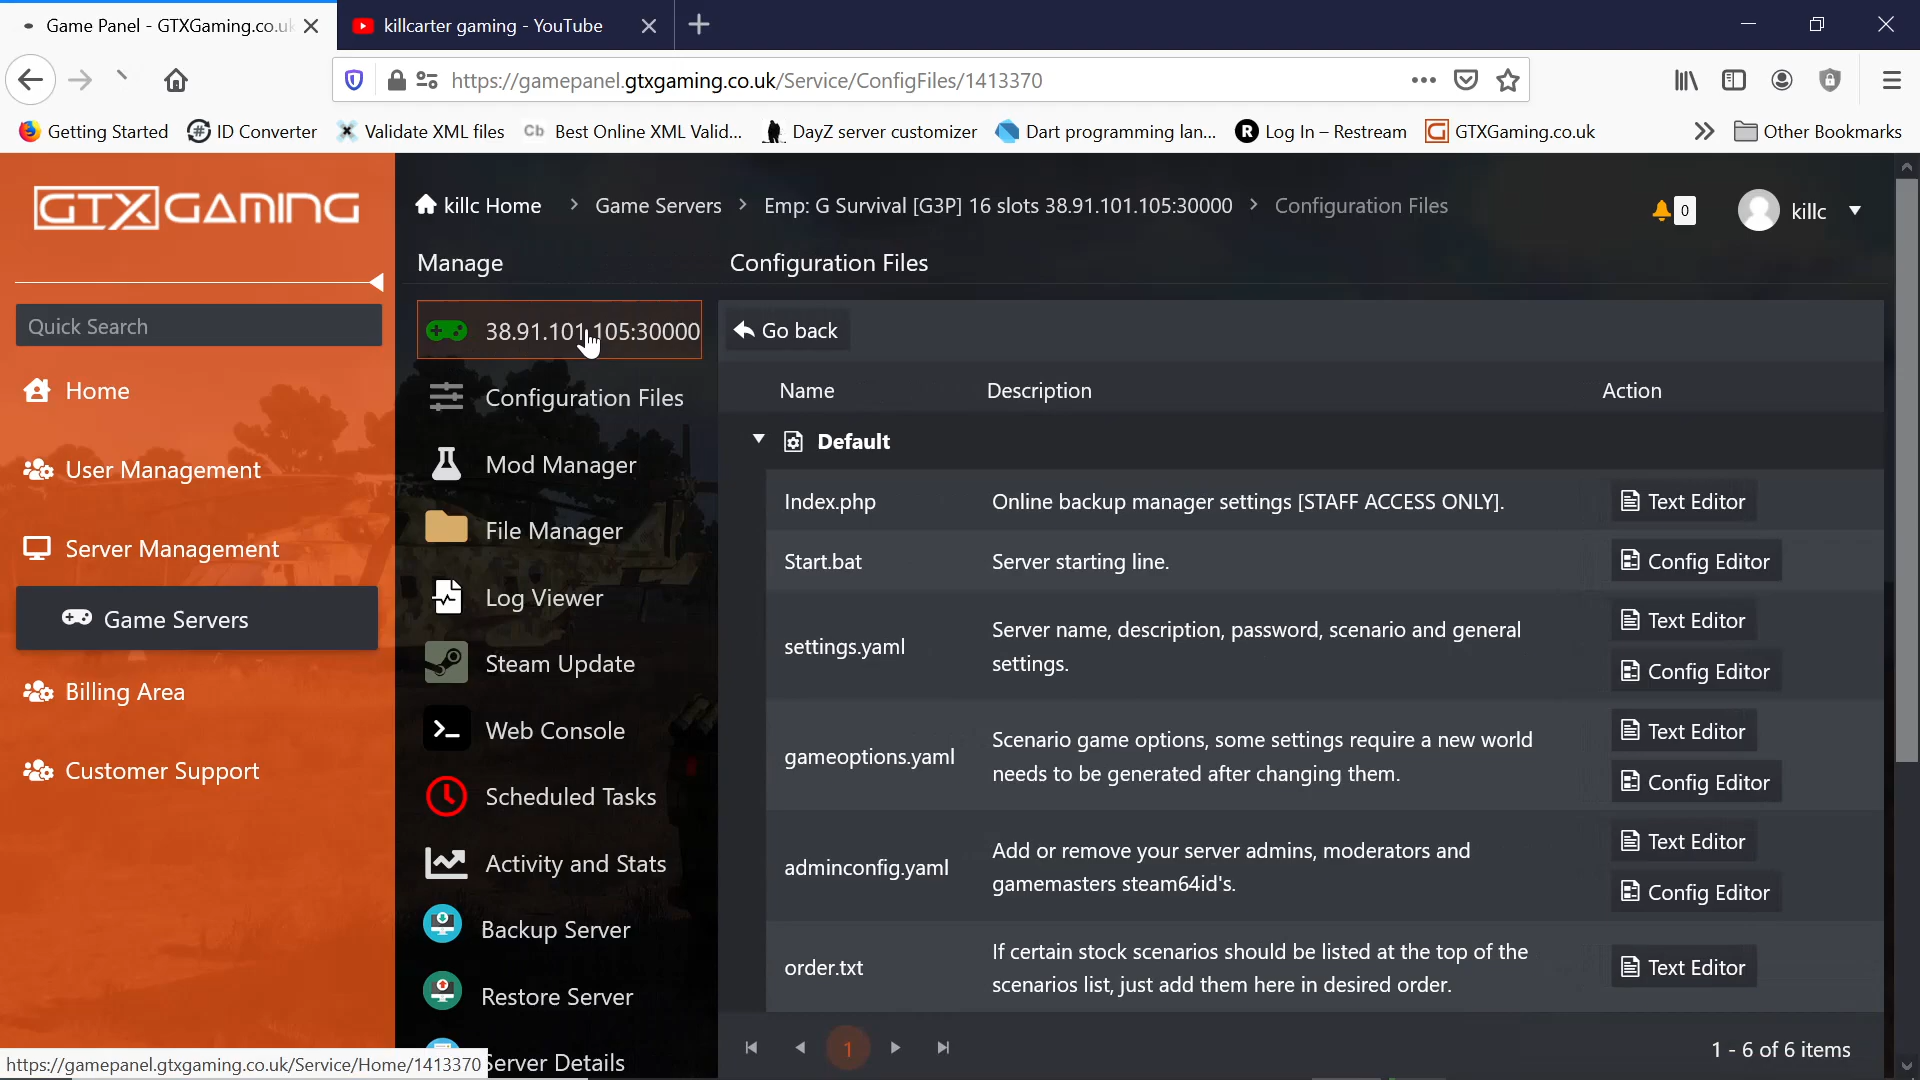 Game Panel - GTXGaming.co.uk
killcarter gaming - YouTube
https://gamepanel.gtxgaming.co.uk/Service/ConfigFiles/1413370
Getting Started
ID Converter
Validate XML files
Cb Best Online XML Valid...
DayZ server customizer
Dart programming lan...
R Log In – Restream
GTXGaming.co.uk
Other Bookmarks
GTXGAMING
killc Home > Game Servers > Emp: G Survival [G3P] 16 slots 38.91.101.105:30000 > Configuration Files
0
killc
Manage
Configuration Files
Quick Search
Home
User Management
Server Management
Game Servers
Billing Area
Customer Support
38.91.101.105:30000
Configuration Files
Mod Manager
File Manager
Log Viewer
Steam Update
Web Console
Scheduled Tasks
Activity and Stats
Backup Server
Restore Server
Server Details
Go back
Name Description Action
Default
Index.php Online backup manager settings [STAFF ACCESS ONLY]. Text Editor
Start.bat Server starting line. Config Editor
settings.yaml
Server name, description, password, scenario and general
settings.
Text Editor
Config Editor
gameoptions.yaml
Scenario game options, some settings require a new world
needs to be generated after changing them.
Text Editor
Config Editor
adminconfig.yaml
Add or remove your server admins, moderators and
gamemasters steam64id's.
Text Editor
Config Editor
order.txt
If certain stock scenarios should be listed at the top of the
scenarios list, just add them here in desired order.
Text Editor
1
1 - 6 of 6 items
https://gamepanel.gtxgaming.co.uk/Service/Home/1413370